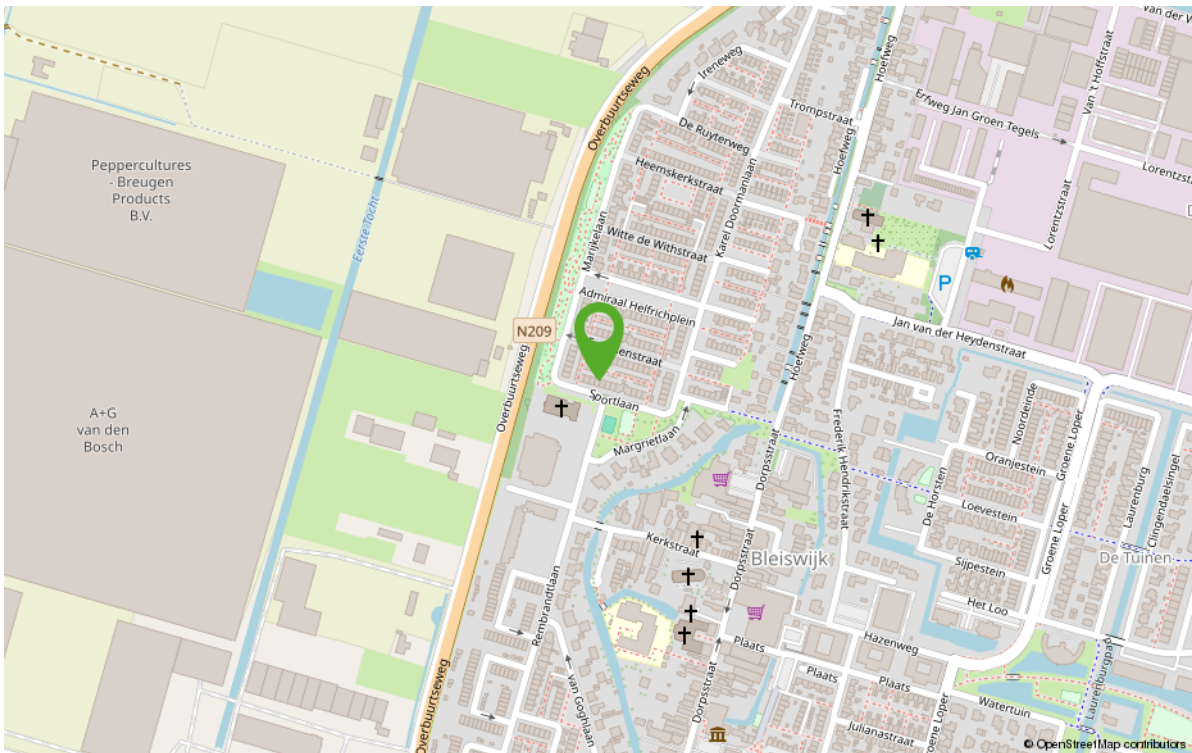 van der W
Van 't Hoffstraat
Hoefweg
Ireneweg
Overbuurtseweg
Trompstraat
Erfweg Jan Groen Tegels
De Ruyterweg
Lorentzstraat
Hoefweg
Peppercultures
- Breugen
Products
B.V.
Heemskerkstraat
Karel Doormanlaan
Lorentzstraat
D
Eerste Tocht
Marijkelaan
Witte de Withstraat
P
Admiraal Helfrichplein
N209
Jan van der Heydenstraat
Hoefweg
enstraat
Overbuurtseweg
Sportlaan
A+G
van den
Bosch
Margrietlaan
Dorpsstraat
Frederik Hendrikstraat
Noordeinde
Groene Loper
Groene Loper
Oranjestein
De Horsten
Loevestein
Laurenburg
Clingendaelsingel
Kerkstraat
Dorpsstraat
Bleiswijk
Sijpestein
De Tuinen
Het Loo
Rembrandtlaan
Plaats
Hazenweg
Plaats
Plaats
Overbuurtseweg
van Goghlaan
Dorpsstraat
Julianastraat
Groene Loper
Watertuin
Laurenburgpad
© OpenStreetMap contributors